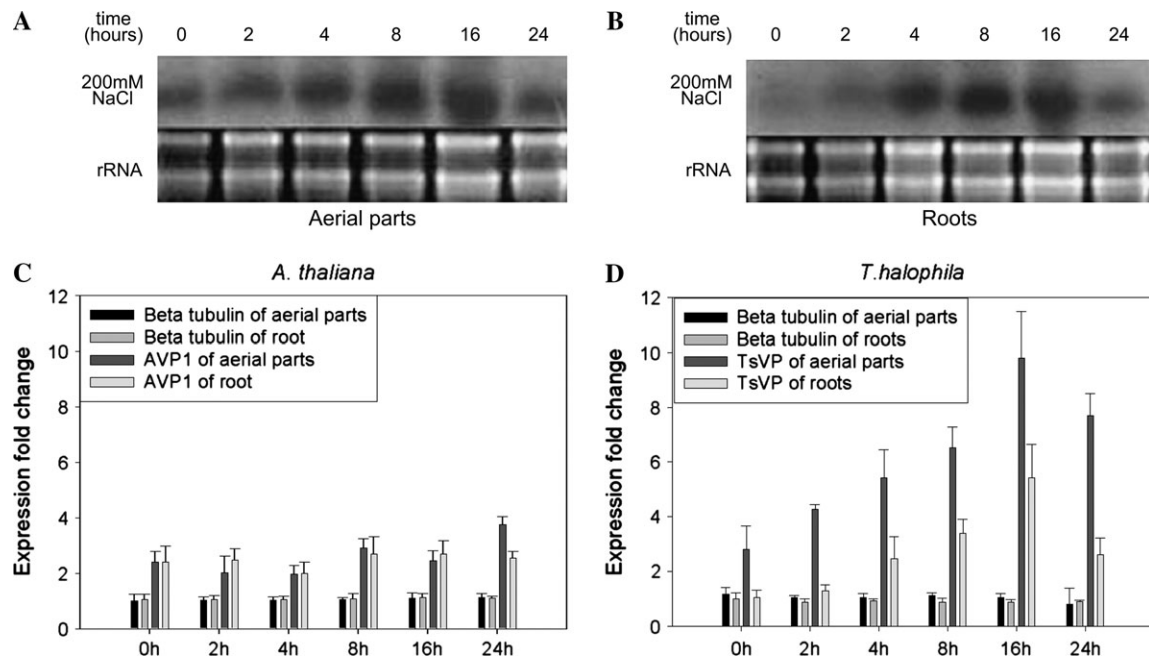 A
time
(hours) 0 2 4 8 16 24
200mM
NaCl
rRNA
Aerial parts
B
time
(hours) 0 2 4 8 16 24
200mM
NaCl
rRNA
Roots
C
A. thaliana
Expression fold change
12
10
8
6
4
2
0
Beta tubulin of aerial parts
Beta tubulin of root
AVP1 of aerial parts
AVP1 of root
0h 2h 4h 8h 16h 24h
D
T.halophila
Expression fold change
12
10
8
6
4
2
0
Beta tubulin of aerial parts
Beta tubulin of roots
TsVP of aerial parts
TsVP of roots
0h 2h 4h 8h 16h 24h